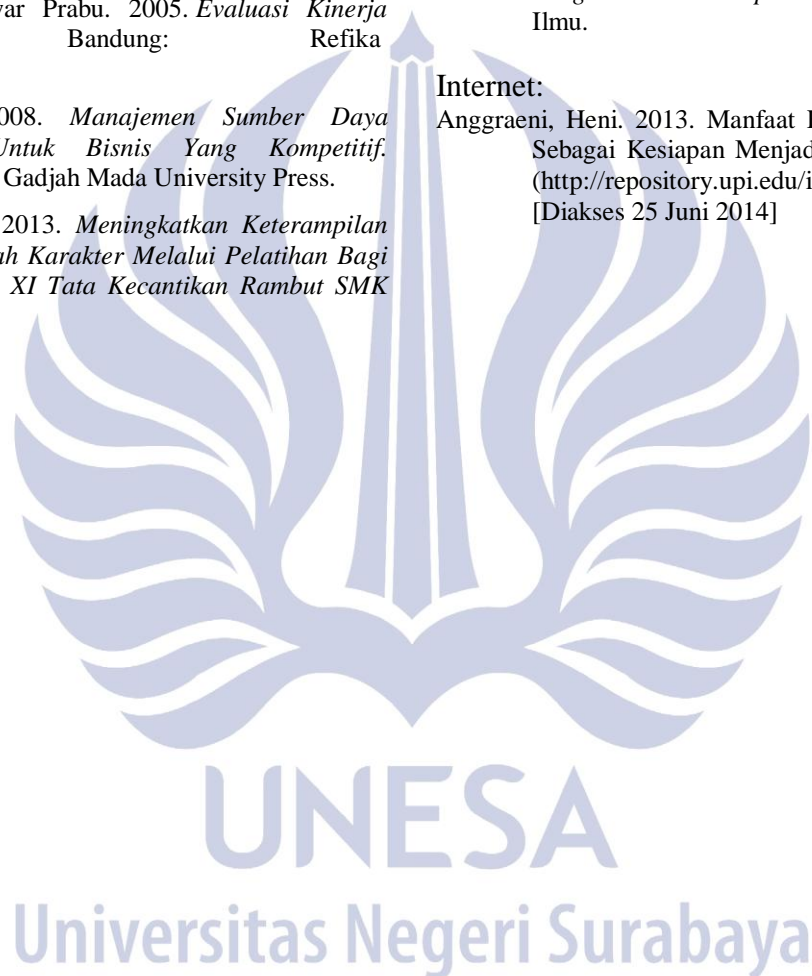 var Prabu. 2005. Evaluasi Kinerja
Bandung: Refika
008. Manajemen Sumber Daya
Untuk Bisnis Yang Kompetitif.
Gadjah Mada University Press.
2013. Meningkatkan Keterampilan
ah Karakter Melalui Pelatihan Bagi
XI Tata Kecantikan Rambut SMK
Ilmu.
Internet:
Anggraeni, Heni. 2013. Manfaat
Sebagai Kesiapan Menjad
(http://repository.upi.edu/i
[Diakses 25 Juni 2014]
UNESA
Universitas Negeri Surabaya